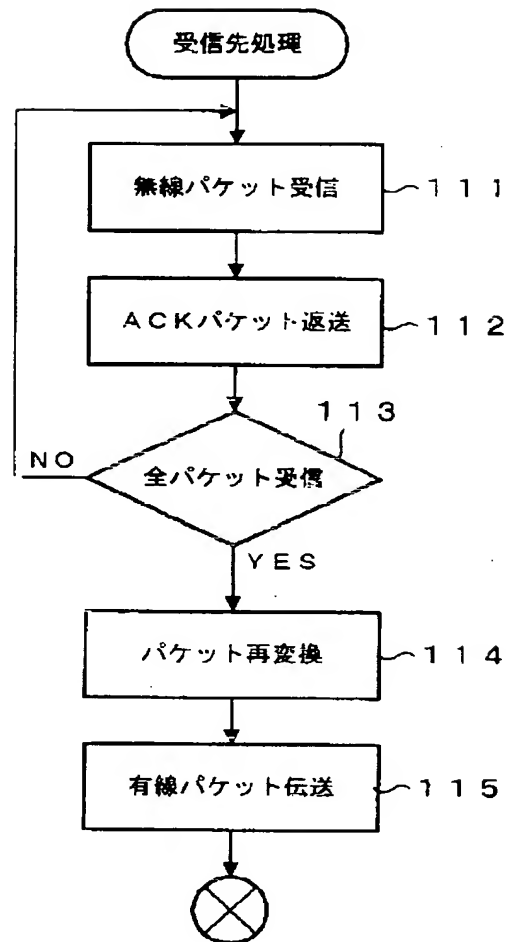 受信先処理
無線パケット受信
111
ACKパケット返送
112
113
全パケット受信
NO
YES
パケット再変換
114
有線パケット伝送
115